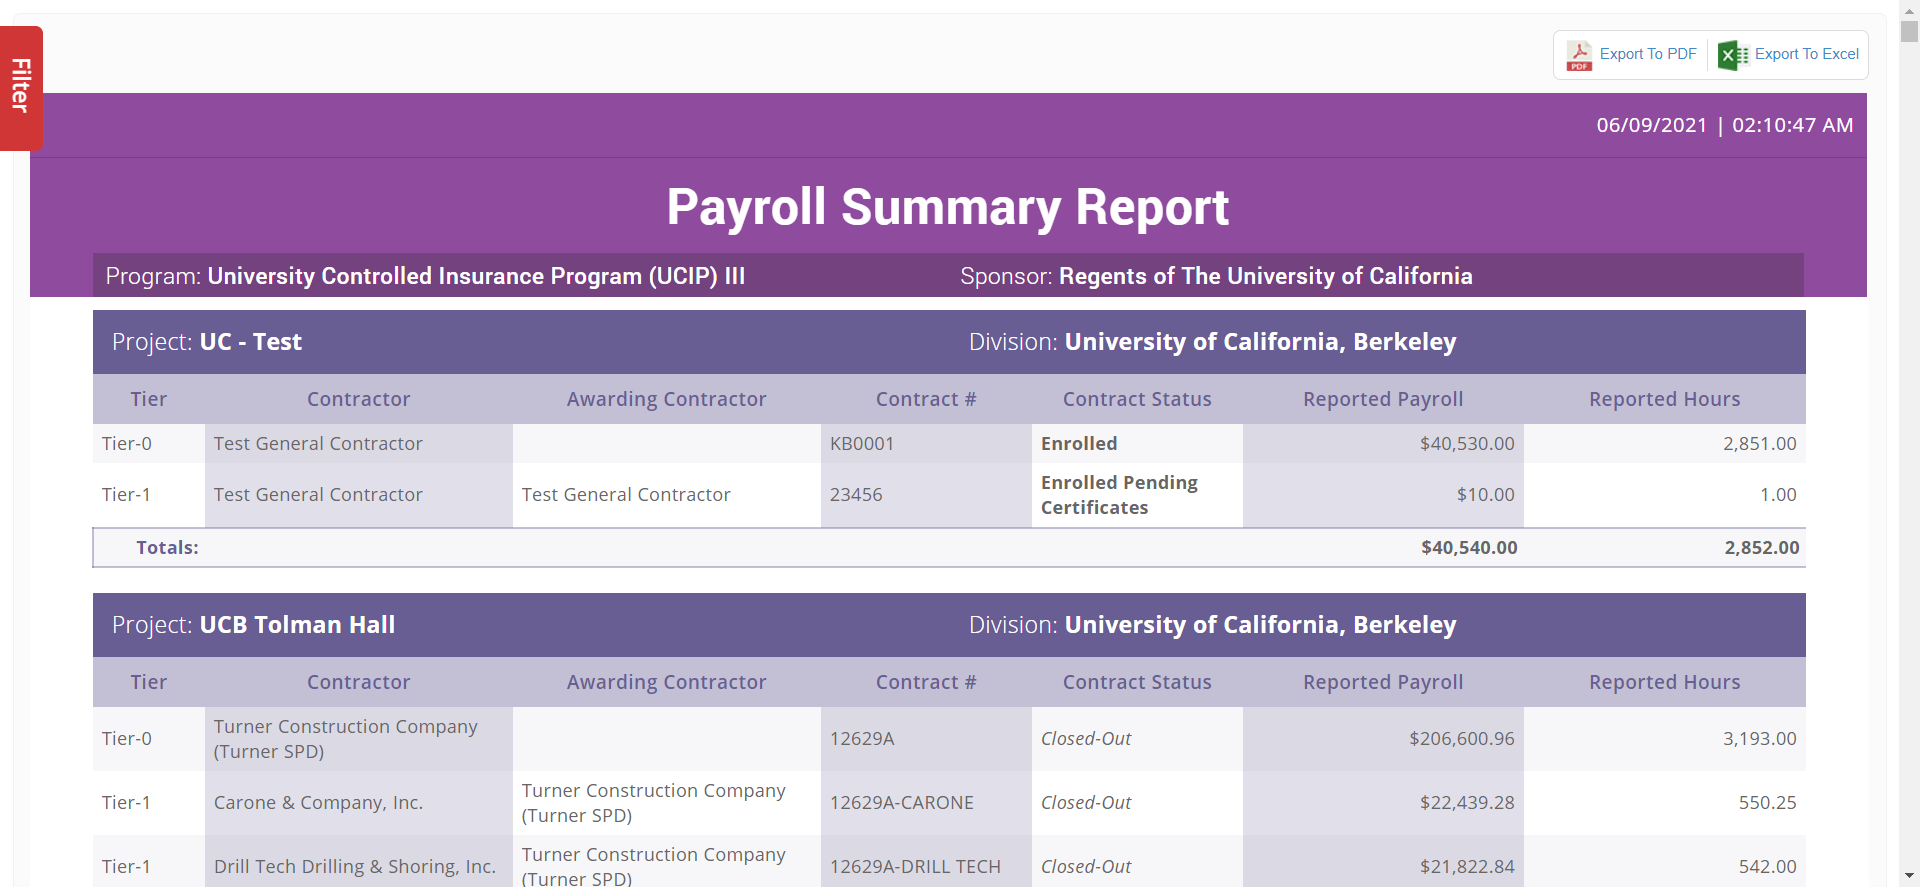 Filter
PDF Export To PDF Export To Excel
06/09/2021 | 02:10:47 AM
Payroll Summary Report
Program: University Controlled Insurance Program (UCIP) III Sponsor: Regents of The University of California
Project: UC - Test Division: University of California, Berkeley
Tier Contractor Awarding Contractor Contract # Contract Status Reported Payroll Reported Hours
Tier-0 Test General Contractor KB0001 Enrolled $40,530.00 2,851.00
Tier-1 Test General Contractor Test General Contractor 23456 Enrolled Pending
Certificates $10.00 1.00
Totals: $40,540.00 2,852.00
Project: UCB Tolman Hall Division: University of California, Berkeley
Tier Contractor Awarding Contractor Contract # Contract Status Reported Payroll Reported Hours
Tier-0 Turner Construction Company
(Turner SPD) 12629A Closed-Out $206,600.96 3,193.00
Tier-1 Carone & Company, Inc. Turner Construction Company
(Turner SPD) 12629A-CARONE Closed-Out $22,439.28 550.25
Tier-1 Drill Tech Drilling & Shoring, Inc. Turner Construction Company
(Turner SPD) 12629A-DRILL TECH Closed-Out $21,822.84 542.00